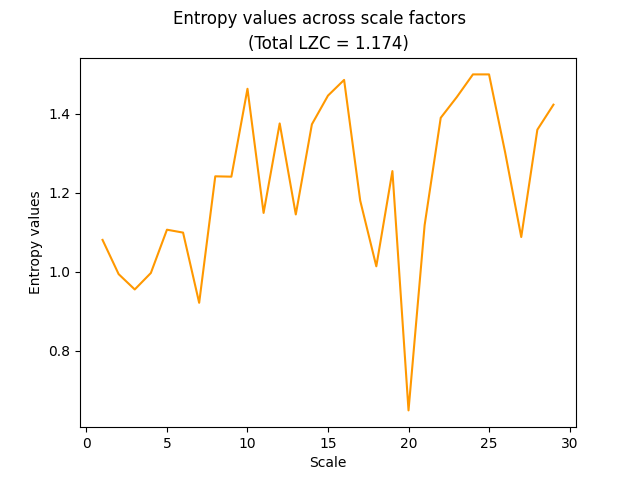 Entropy values across scale factors
(Total LZC = 1.174)
Entropy values
1.4
1.2
1.0
0.8
0
5
10
15
20
25
30
Scale